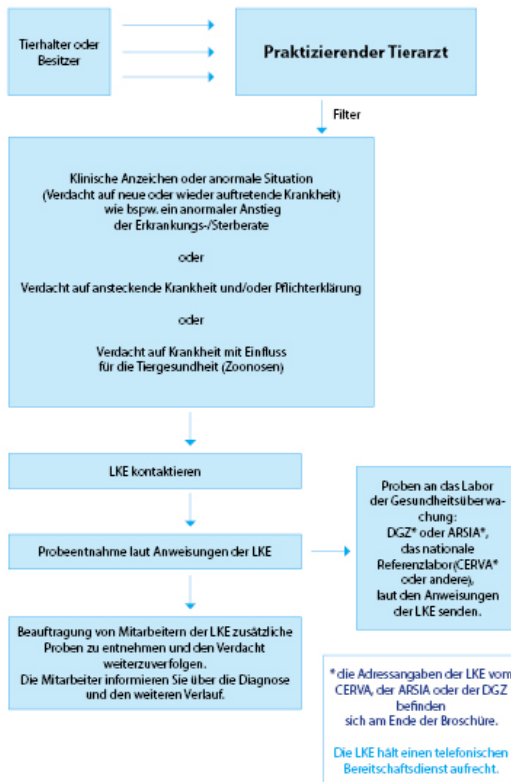 Tierhalter oder
Besitzer
Praktizierender Tierarzt
Filter
Klinische Anzeichen oder anormale Situation
(Verdacht auf neue oder wieder auftretende Krankheit)
wie bspw. ein anormaler Anstieg
der Erkrankungs-/Sterberate
oder
Verdacht auf ansteckende Krankheit und/oder Pflichterklärung
oder
Verdacht auf Krankheit mit Einfluss
für die Tiergesundheit (Zoonosen)
LKE kontaktieren
Probeentnahme laut Anweisungen der LKE
Proben an das Labor
der Gesundheitsüberwa-
chung:
DGZ* oder ARSIA*,
das nationale
Referenzlabor(CERVA*
oder andere),
laut den Anweisungen
der LKE senden.
Beauftragung von Mitarbeitern der LKE zusätzliche
Proben zu entnehmen und den Verdacht
weiterzuverfolgen.
Die Mitarbeiter informieren Sie über die Diagnose
und den weiteren Verlauf.
*die Adressangaben der LKE vom
CERVA, der ARSIA oder der DGZ
befinden
sich am Ende der Broschüre.
Die LKE hält einen telefonischen
Bereitschaftsdienst aufrecht.